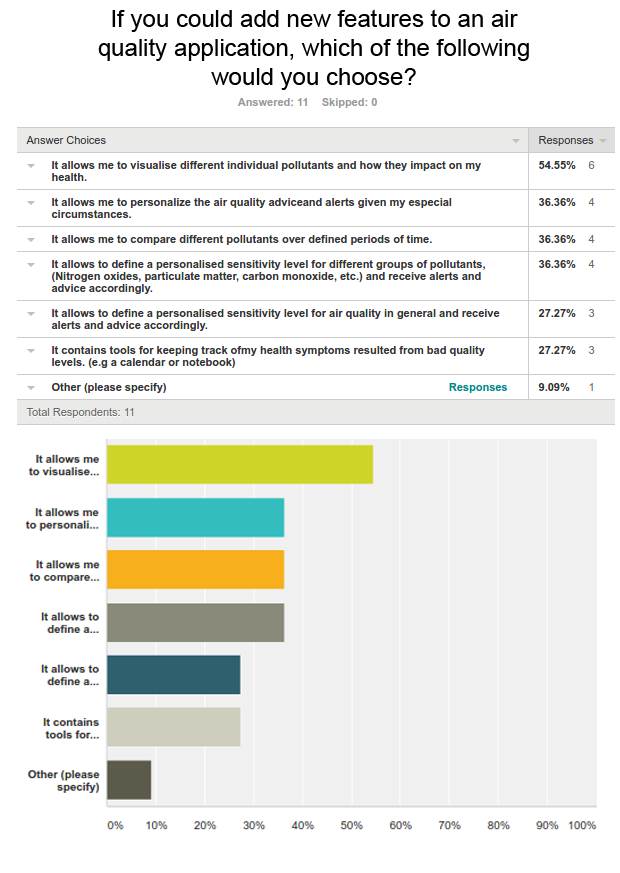 If you could add new features to an air
quality application, which of the following
would you choose?
Answered: 11 Skipped: 0
Answer Choices Responses
It allows me to visualise different individual pollutants and how they impact on my 54.55% 6
health.
It allows me to personalize the air quality adviceand alerts given my especial 36.36% 4
circumstances.
It allows me to compare different pollutants over defined periods of time. 36.36% 4
It allows to define a personalised sensitivity level for different groups of pollutants, 36.36% 4
(Nitrogen oxides, particulate matter, carbon monoxide, etc.) and receive alerts and
advice accordingly.
It allows to define a personalised sensitivity level for air quality in general and receive 27.27% 3
alerts and advice accordingly.
It contains tools for keeping track ofmy health symptoms resulted from bad quality 27.27% 3
levels. (e.g a calendar or notebook)
Other (please specify) Responses 9.09% 1
Total Respondents: 11
It allows me
to visualise...
It allows me
to personali...
It allows me
to compare...
It allows to
define a...
It allows to
define a...
It contains
tools for...
Other (please
specify)
0% 10% 20% 30% 40% 50% 60% 70% 80% 90% 100%